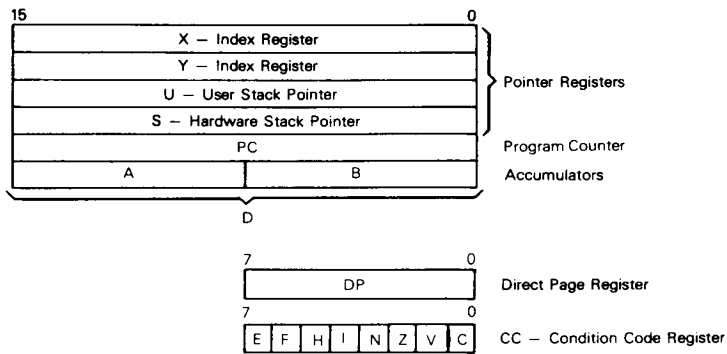 15 0
X – Index Register
Y – Index Register
U – User Stack Pointer
S – Hardware Stack Pointer
Pointer Registers
PC Program Counter
A B Accumulators
D
7 0
DP Direct Page Register
7 0
E F H I N Z V C CC – Condition Code Register